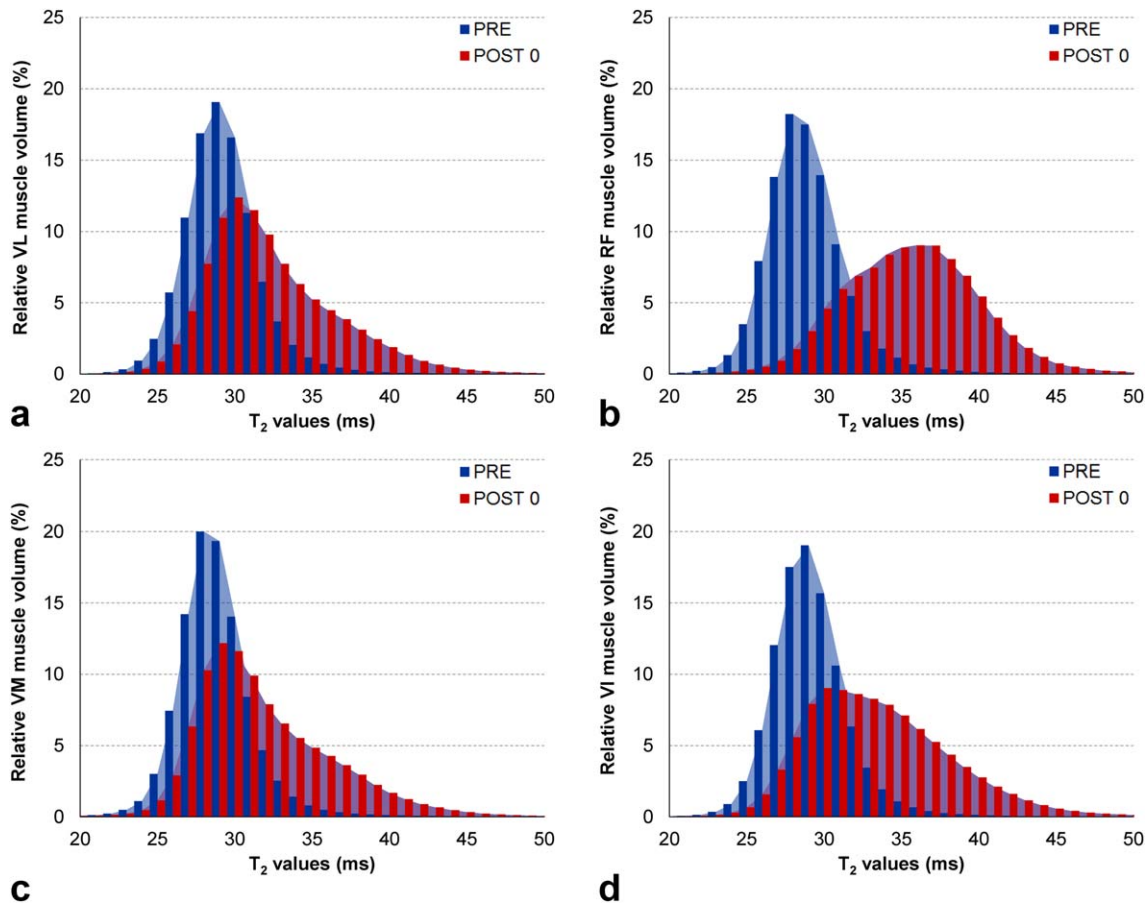 25
20
15
10
5
0
Relative VL muscle volume (%)
PRE
POST 0
20 25 30 35 40 45 50
T2 values (ms)
a
25
20
15
10
5
0
Relative RF muscle volume (%)
PRE
POST 0
20 25 30 35 40 45 50
T2 values (ms)
b
25
20
15
10
5
0
Relative VM muscle volume (%)
PRE
POST 0
20 25 30 35 40 45 50
T2 values (ms)
c
25
20
15
10
5
0
Relative VI muscle volume (%)
PRE
POST 0
20 25 30 35 40 45 50
T2 values (ms)
d